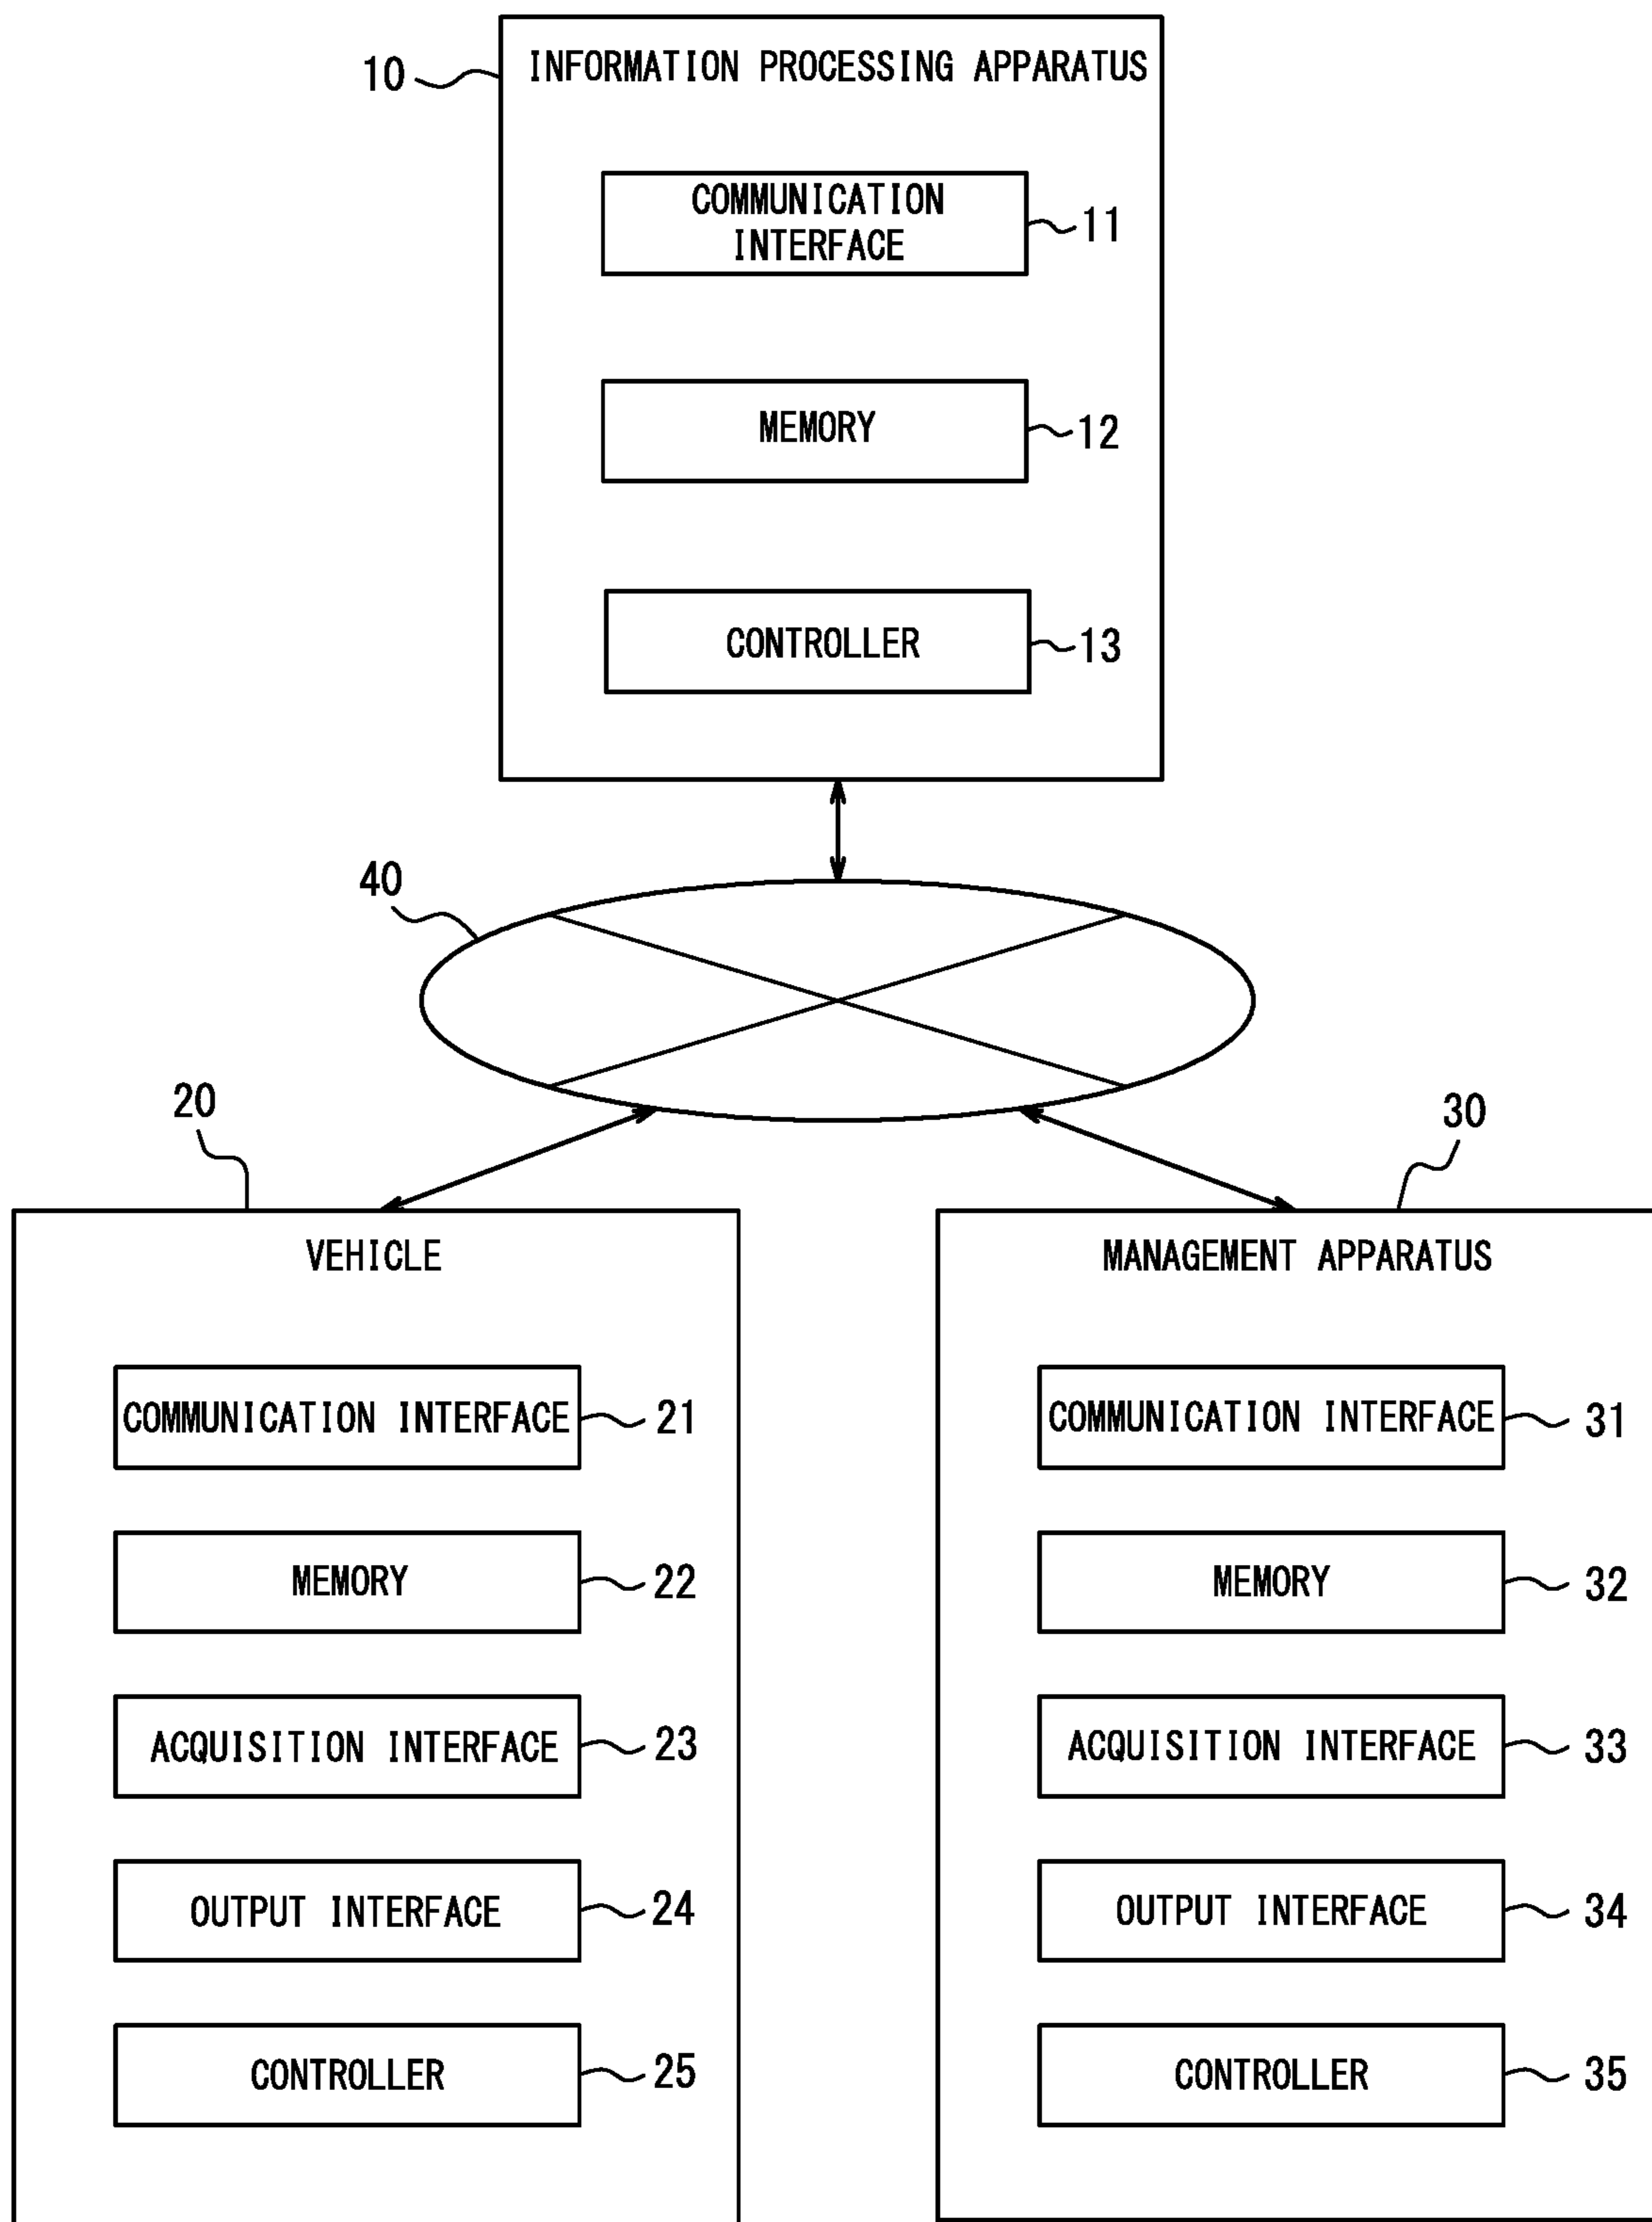 10
INFORMATION PROCESSING APPARATUS
COMMUNICATION
INTERFACE
11
MEMORY
12
CONTROLLER
13
40
20
30
VEHICLE
COMMUNICATION INTERFACE
21
MEMORY
22
ACQUISITION INTERFACE
23
OUTPUT INTERFACE
24
CONTROLLER
25
MANAGEMENT APPARATUS
COMMUNICATION INTERFACE
31
MEMORY
32
ACQUISITION INTERFACE
33
OUTPUT INTERFACE
34
CONTROLLER
35